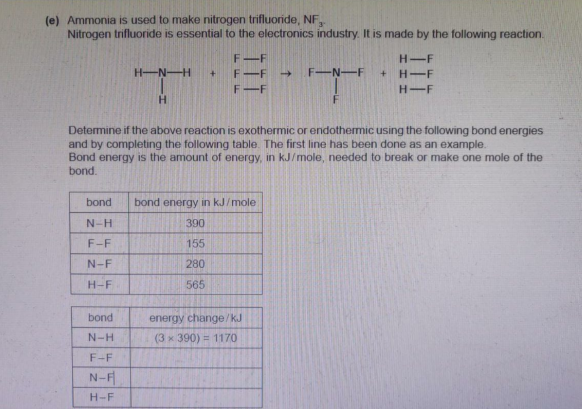 (e) Ammonia is used to make nitrogen trifluoride, NF3.
Nitrogen trifluoride is essential to the electronics industry. It is made by the following reaction.
F—F H—F
H—N—H + F—F → F—N—F + H—F
F—F H—F
H F
Determine if the above reaction is exothermic or endothermic using the following bond energies
and by completing the following table. The first line has been done as an example.
Bond energy is the amount of energy, in kJ/mole, needed to break or make one mole of the
bond.
bond bond energy in kJ/mole
N-H 390
F-F 155
N-F 280
H-F 565
bond energy change/kJ
N-H (3 × 390) = 1170
F-F
N-F
H-F